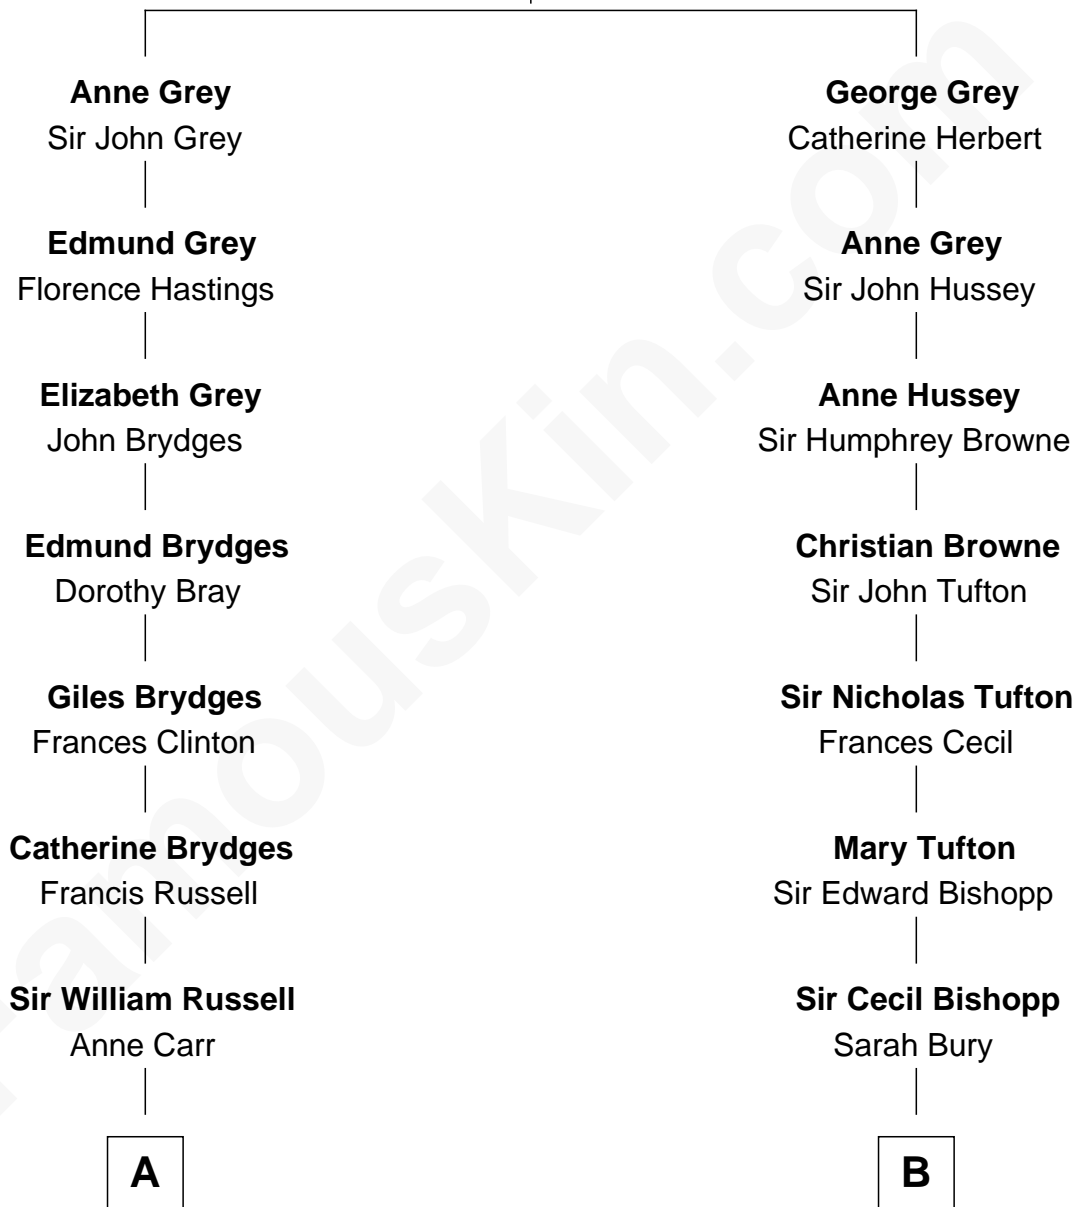 Anne Grey
Sir John Grey
Edmund Grey
Florence Hastings
Elizabeth Grey
John Brydges
Edmund Brydges
Dorothy Bray
Giles Brydges
Frances Clinton
Catherine Brydges
Francis Russell
Sir William Russell
Anne Carr
A
George Grey
Catherine Herbert
Anne Grey
Sir John Hussey
Anne Hussey
Sir Humphrey Browne
Christian Browne
Sir John Tufton
Sir Nicholas Tufton
Frances Cecil
Mary Tufton
Sir Edward Bishopp
Sir Cecil Bishopp
Sarah Bury
B
FamousKin.com